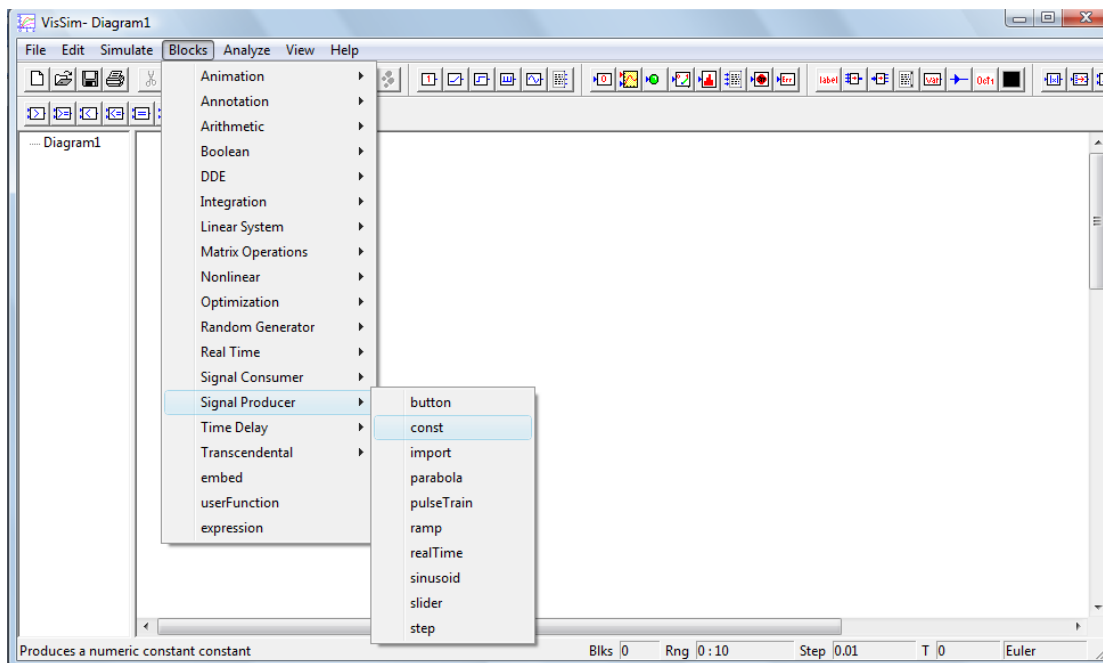 VisSim- Diagram1
File Edit Simulate Blocks Analyze View Help
label
var
Err
Diagram1
Animation
Annotation
Arithmetic
Boolean
DDE
Integration
Linear System
Matrix Operations
Nonlinear
Optimization
Random Generator
Real Time
Signal Consumer
Signal Producer
Time Delay
Transcendental
embed
userFunction
expression
button
const
import
parabola
pulseTrain
ramp
realTime
sinusoid
slider
step
Produces a numeric constant constant Blks 0 Rng 0 : 10 Step 0.01 T 0 Euler